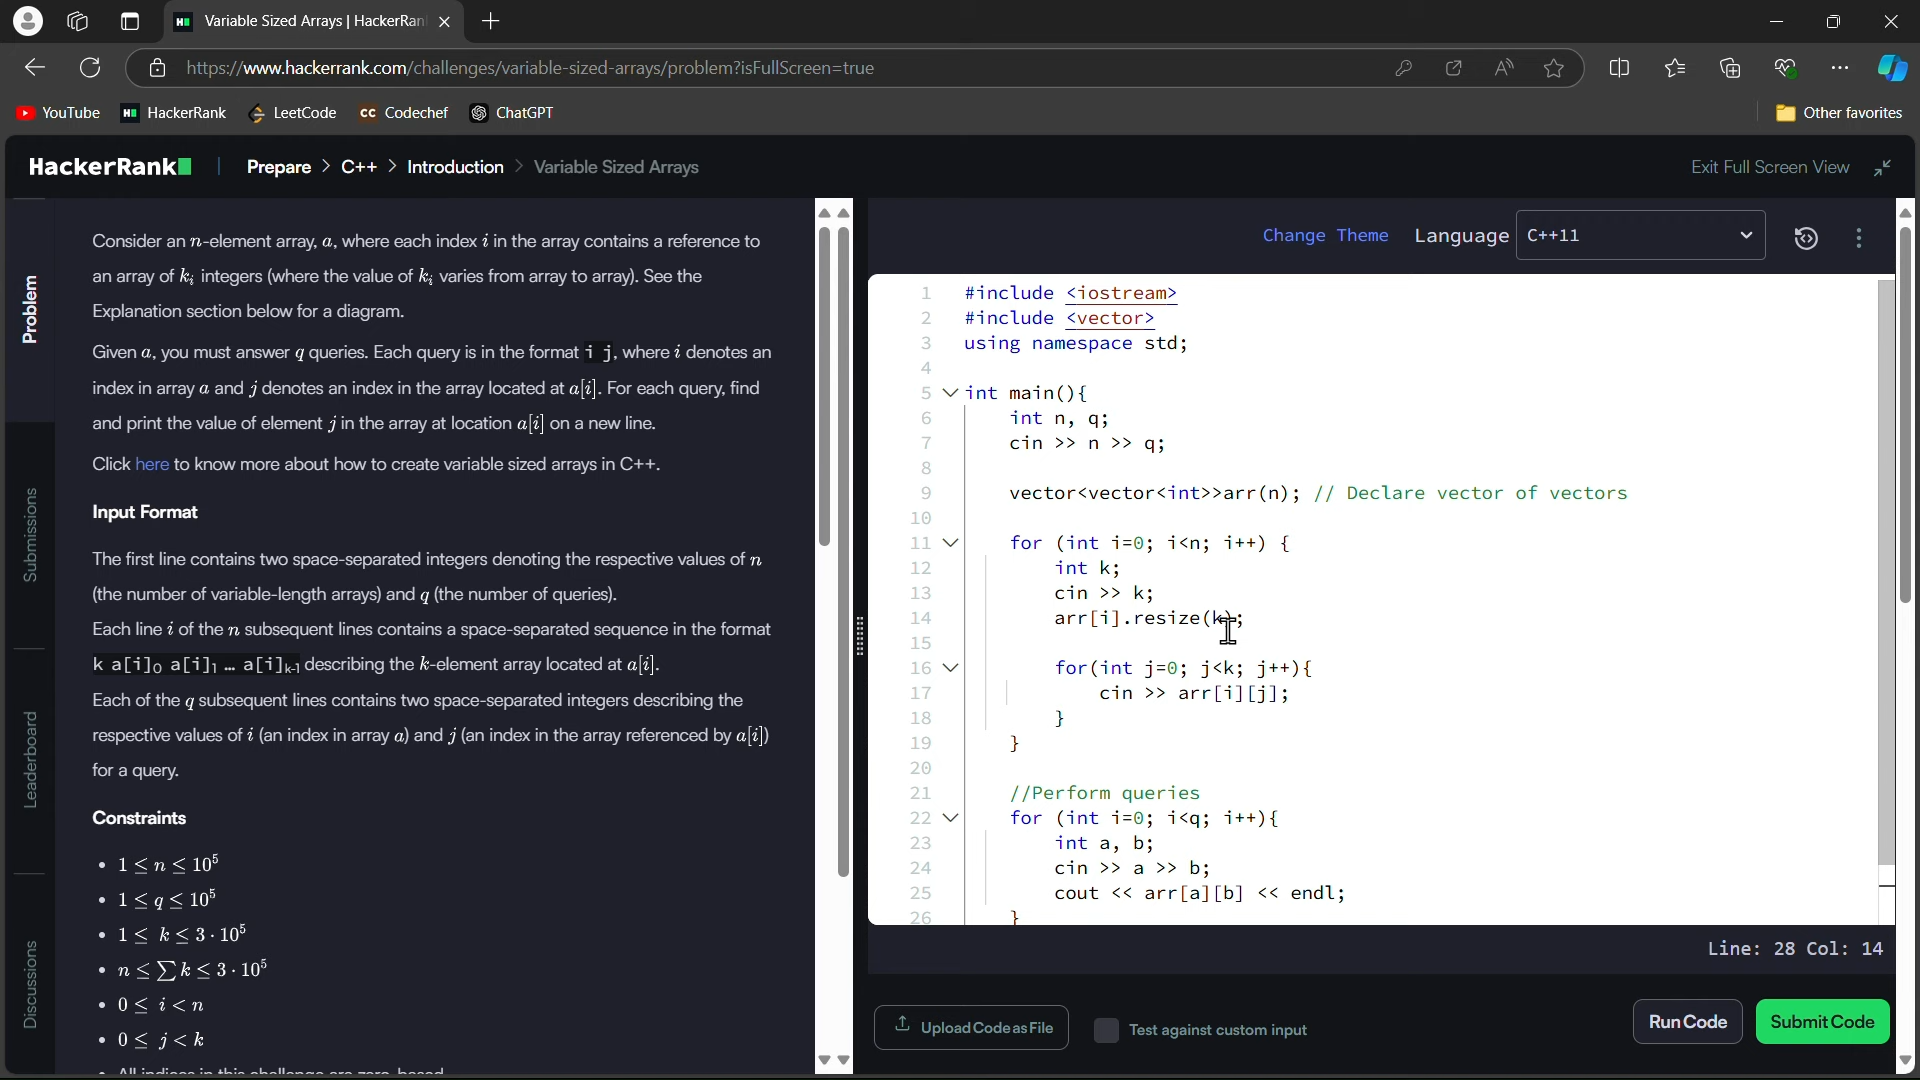 Variable Sized Arrays | HackerRan
https://www.hackerrank.com/challenges/variable-sized-arrays/problem?isFullScreen=true
YouTube HackerRank LeetCode CC Codechef ChatGPT Other favorites
HackerRank | Prepare > C++ > Introduction > Variable Sized Arrays Exit Full Screen View
Problem
Submissions
Leaderboard
Discussions
Consider an n-element array, a, where each index i in the array contains a reference to
an array of kᵢ integers (where the value of kᵢ varies from array to array). See the
Explanation section below for a diagram.
Given a, you must answer q queries. Each query is in the format i j, where i denotes an
index in array a and j denotes an index in the array located at a[i]. For each query, find
and print the value of element j in the array at location a[i] on a new line.
Click here to know more about how to create variable sized arrays in C++.
Input Format
The first line contains two space-separated integers denoting the respective values of n
(the number of variable-length arrays) and q (the number of queries).
Each line i of the n subsequent lines contains a space-separated sequence in the format
k a[i]₀ a[i]₁ … a[i]ₖ₋₁ describing the k-element array located at a[i].
Each of the q subsequent lines contains two space-separated integers describing the
respective values of i (an index in array a) and j (an index in the array referenced by a[i])
for a query.
Constraints
• 1 ≤ n ≤ 10⁵
• 1 ≤ q ≤ 10⁵
• 1 ≤ k ≤ 3 · 10⁵
• n ≤ ∑ k ≤ 3 · 10⁵
• 0 ≤ i < n
• 0 ≤ j < k
• All indices in this challenge are zero-based
Change Theme Language C++11
1 #include <iostream>
2 #include <vector>
3 using namespace std;
4
5 int main(){
6 int n, q;
7 cin >> n >> q;
8
9 vector<vector<int>>arr(n); // Declare vector of vectors
10
11 for (int i=0; i<n; i++) {
12 int k;
13 cin >> k;
14 arr[i].resize(k);
15
16 for(int j=0; j<k; j++){
17 cin >> arr[i][j];
18 }
19 }
20
21 //Perform queries
22 for (int i=0; i<q; i++){
23 int a, b;
24 cin >> a >> b;
25 cout << arr[a][b] << endl;
26 }
Line: 28 Col: 14
Upload Code as File Test against custom input Run Code Submit Code